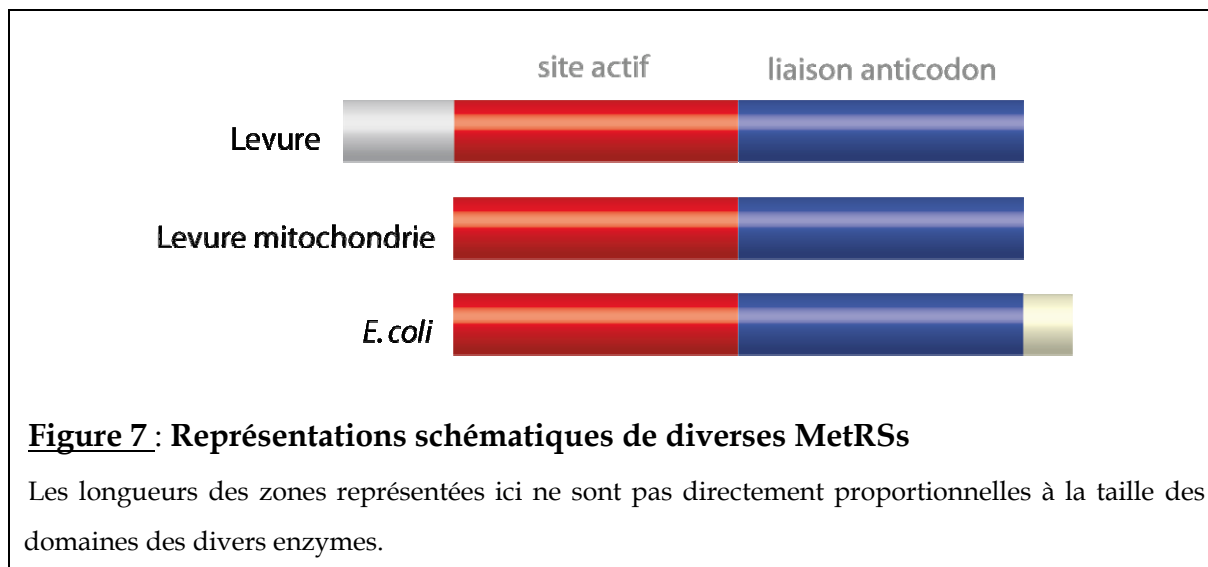 site actif liaison anticodon
Levure
Levure mitochondrie
E. coli
Figure 7 : Représentations schématiques de diverses MetRSs
Les longueurs des zones représentées ici ne sont pas directement proportionnelles à la taille des
domaines des divers enzymes.